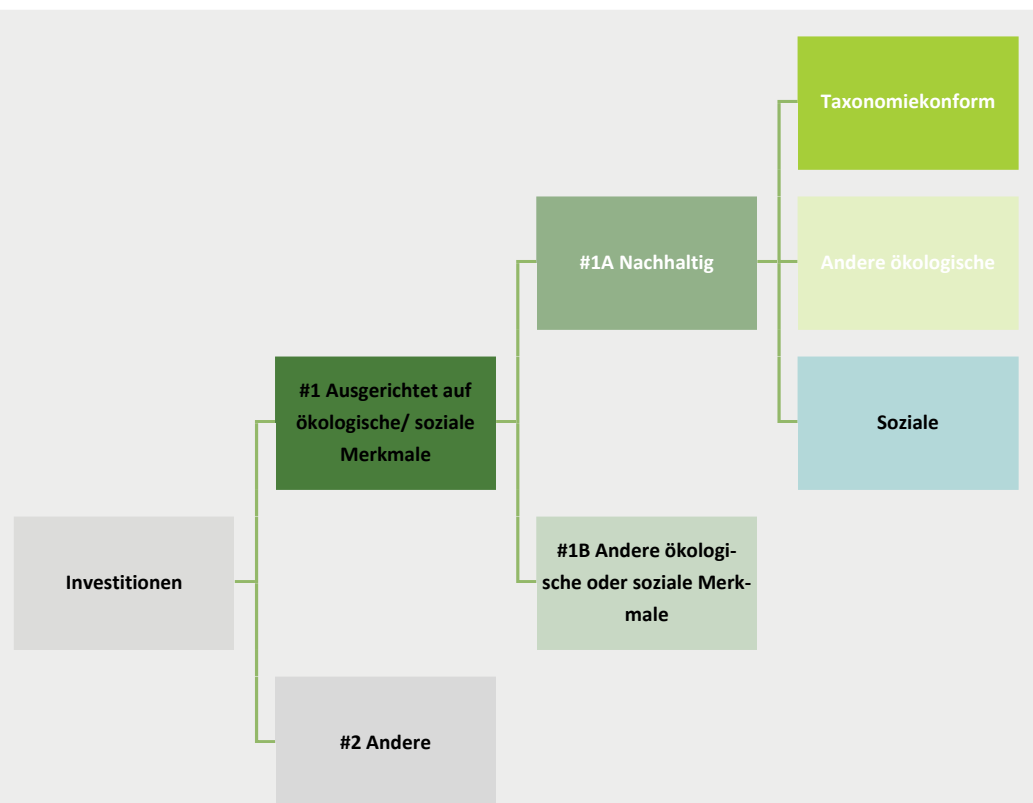 Taxonomiekonform
#1A Nachhaltig
Andere ökologische
#1 Ausgerichtet auf
ökologische/ soziale
Merkmale
Soziale
Investitionen
#1B Andere ökologi-
sche oder soziale Merk-
male
#2 Andere